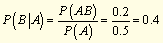 P(B|A) = P(AB) / P(A) = 0.2 / 0.5 = 0.4